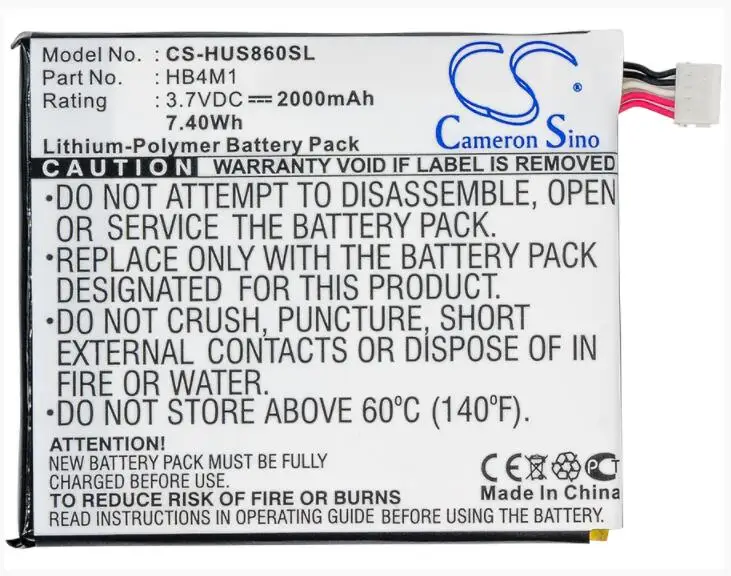 Model No. : CS-HUS860SL
Part No. : HB4M1
Rating : 3.7VDC ⎓ 2000mAh
7.40Wh
Lithium-Polymer Battery Pack
CS®
Cameron Sino
CAUTION WARRANTY VOID IF LABEL IS REMOVED
·DO NOT ATTEMPT TO DISASSEMBLE, OPEN
OR SERVICE THE BATTERY PACK.
·REPLACE ONLY WITH THE BATTERY PACK
DESIGNATED FOR THIS PRODUCT.
·DO NOT CRUSH, PUNCTURE, SHORT
EXTERNAL CONTACTS OR DISPOSE OF IN
FIRE OR WATER.
·DO NOT STORE ABOVE 60°C (140°F).
ATTENTION!
NEW BATTERY PACK MUST BE FULLY
CHARGED BEFORE USE.
TO REDUCE RISK OF FIRE OR BURNS
READ INSTRUCTIONS IN OPERATING GUIDE BEFORE USING THE BATTERY.
CE PCT
Made In China